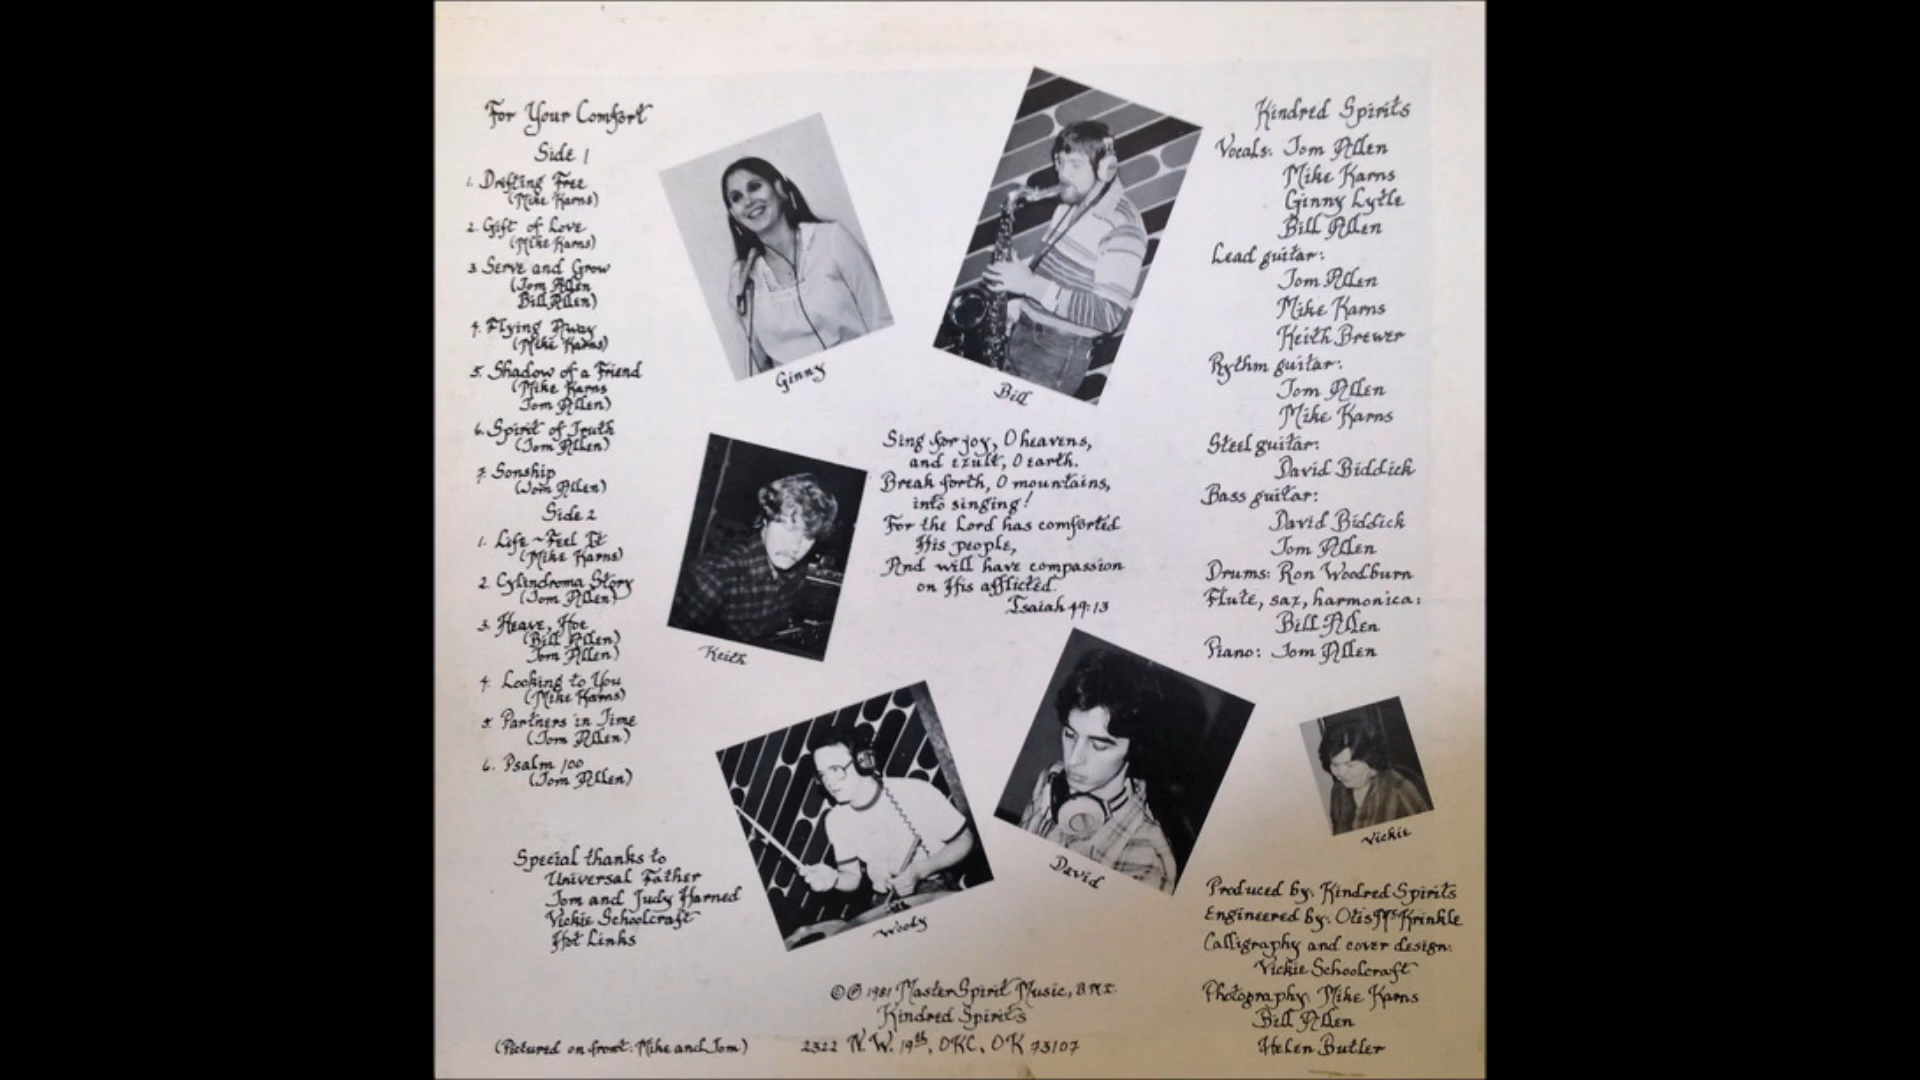 For Your Comfort
Side 1
1. Drifting Free
(Mike Karns)
2. Gift of Love
(Mike Karns)
3. Serve and Grow
(Tom Allen
Bill Allen)
4. Flying Away
(Mike Karns)
5. Shadow of a Friend
(Mike Karns
Tom Allen)
6. Spirit of Truth
(Tom Allen)
7. Sonship
(Tom Allen)
Side 2
1. Life ~ Feel It
(Mike Karns)
2. Cylindroma Story
(Tom Allen)
3. Heave, Hoe
(Bill Allen)
Tom Allen)
4. Looking to You
(Mike Karns)
5. Partners in Time
(Tom Allen)
6. Psalm 100
(Tom Allen)
Special thanks to
Universal Father
Tom and Judy Harned
Vickie Schoolcraft
Hot Links
(Pictured on front: Mike and Tom)
Ginny
Bill
Sing for joy, O heavens,
and exult, O earth.
Break forth, O mountains,
into singing!
For the Lord has comforted
His people,
And will have compassion
on His afflicted.
Isaiah 49:13
Keith
Woody
David
Vickie
© ℗ 1981 MasterSpirit Music, B.M.I.
Kindred Spirits
2322 N.W. 19th, OKC, OK 73107
Kindred Spirits
Vocals: Tom Allen
Mike Karns
Ginny Lytle
Bill Allen
Lead guitar:
Tom Allen
Mike Karns
Keith Brewer
Rythm guitar:
Tom Allen
Mike Karns
Steel guitar:
David Biddick
Bass guitar:
David Biddick
Tom Allen
Drums: Ron Woodburn
Flute, sax, harmonica:
Bill Allen
Piano: Tom Allen
Produced by: Kindred Spirits
Engineered by: Otis McKrinkle
Calligraphy and cover design:
Vickie Schoolcraft
Photography: Mike Karns
Bill Allen
Helen Butler